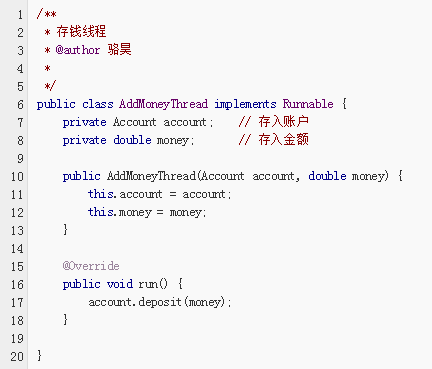 1 /**
2  * 存钱线程
3  * @author 骆昊
4  *
5  */
6 public class AddMoneyThread implements Runnable {
7     private Account account;    // 存入账户
8     private double money;       // 存入金额
9
10     public AddMoneyThread(Account account, double money) {
11         this.account = account;
12         this.money = money;
13     }
14
15     @Override
16     public void run() {
17         account.deposit(money);
18     }
19
20 }